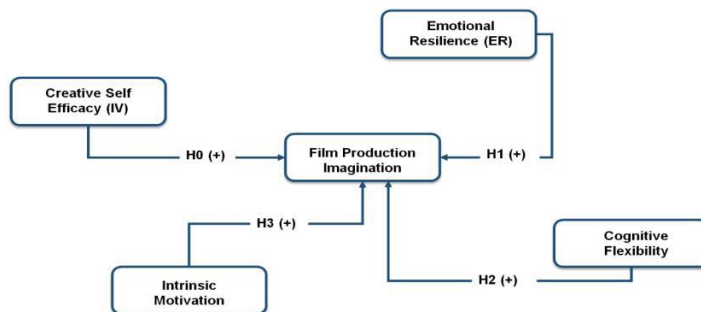 Emotional
Resilience (ER)
Creative Self
Efficacy (IV)
H0 (+)
Film Production
Imagination
H1 (+)
H3 (+)
Cognitive
Flexibility
Intrinsic
Motivation
H2 (+)